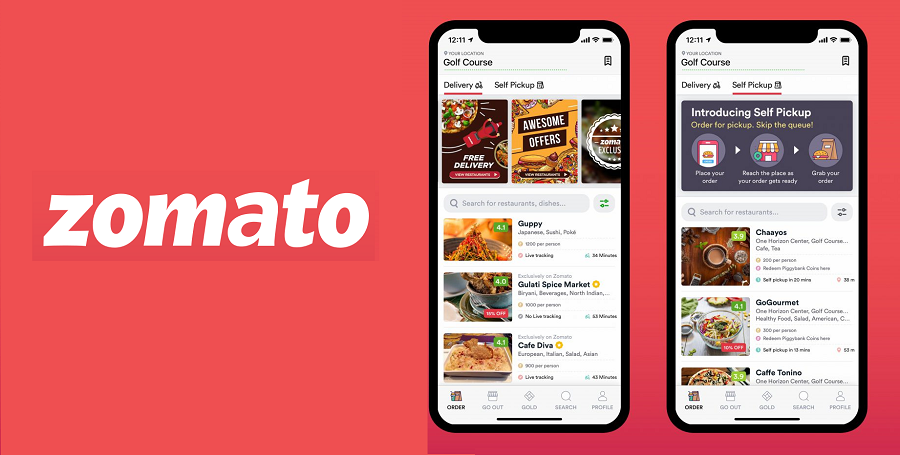 zomato
12:11
YOUR LOCATION
Golf Course
Delivery
Self Pickup
FREE
DELIVERY
VIEW RESTAURANTS
AWESOME
OFFERS
VIEW RESTAURANTS
zoma
EXCLUS
Search for restaurants, dishes...
4.1
Guppy
Japanese, Sushi, Poké
1200 per person
Live tracking
34 Minutes
4.0
15% OFF
Exclusively on Zomato
Gulati Spice Market
Biryani, Beverages, North Indian,...
1000 per person
No Live tracking
53 Minutes
4.1
Exclusively on Zomato
Cafe Diva
European, Italian, Salad, Asian
900 per person
Live tracking
43 Minutes
ORDER
GO OUT
GOLD
SEARCH
PROFILE
12:11
YOUR LOCATION
Golf Course
Delivery
Self Pickup
Introducing Self Pickup
Order for pickup. Skip the queue!
Place your
order
Reach the place as
your order gets ready
Grab your
order
Search for restaurants...
3.9
Chaayos
One Horizon Center, Golf Course...
Cafe, Tea
200 per person
Redeem Piggybank Coins here
Self pickup in 20 mins
38 m
4.1
10% OFF
GoGourmet
One Horizon Center, Golf Course...
Healthy Food, Salad, American, C...
300 per person
Redeem Piggybank Coins here
Self pickup in 13 mins
53 m
3.9
Caffe Tonino
One Horizon Center, Golf Course...
ORDER
GO OUT
GOLD
SEARCH
PROFILE